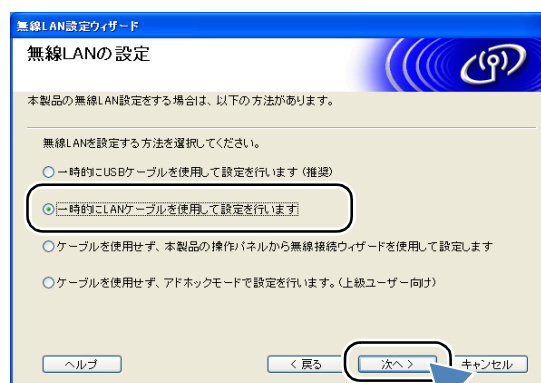 無線LAN設定ウィザード
無線LANの設定
本製品の無線LAN設定をする場合は、以下の方法があります。
無線LANを設定する方法を選択してください。
一時的にUSBケーブルを使用して設定を行います(推奨)
一時的にLANケーブルを使用して設定を行います
ケーブルを使用せず、本製品の操作パネルから無線接続ウィザードを使用して設定します
ケーブルを使用せず、アドホックモードで設定を行います。(上級ユーザー向け)
ヘルプ < 戻る 次へ > キャンセル